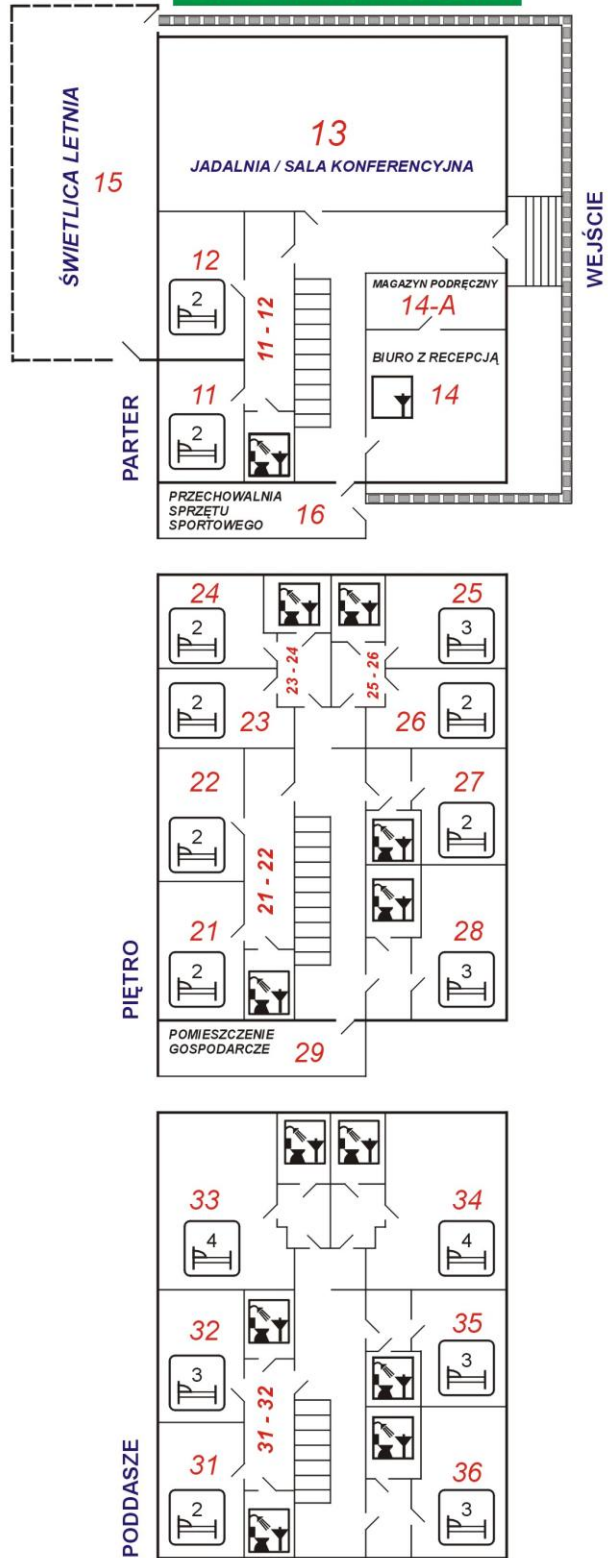 ŚWIETLICA LETNIA
15
13
JADALNIA / SALA KONFERENCYJNA
WEJŚCIE
12
2
11 - 12
MAGAZYN PODRĘCZNY
14-A
BIURO Z RECEPCJĄ
14
11
2
PARTER
PRZECHOWALNIA
SPRZĘTU
SPORTOWEGO
16
24
2
25
3
23 - 24
25 - 26
2
23
26
2
22
2
27
2
21 - 22
21
2
28
3
PIĘTRO
POMIESZCZENIE
GOSPODARCZE
29
33
4
34
4
32
3
35
3
31 - 32
31
2
36
3
PODDASZE